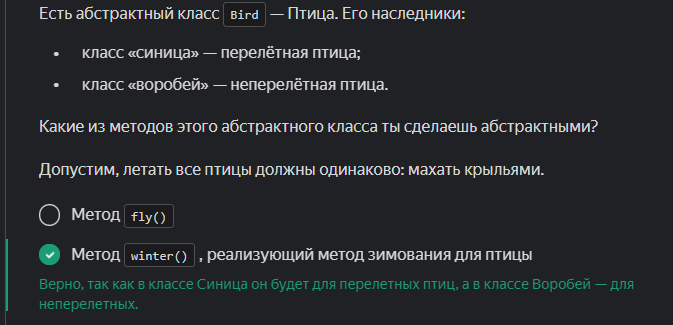 Есть абстрактный класс Bird — Птица. Его наследники:
• класс «синица» — перелётная птица;
• класс «воробей» — неперелётная птица.
Какие из методов этого абстрактного класса ты сделаешь абстрактными?
Допустим, летать все птицы должны одинаково: махать крыльями.
Метод fly()
Метод winter() , реализующий метод зимования для птицы
Верно, так как в классе Синица он будет для перелетных птиц, а в классе Воробей — для
неперелетных.